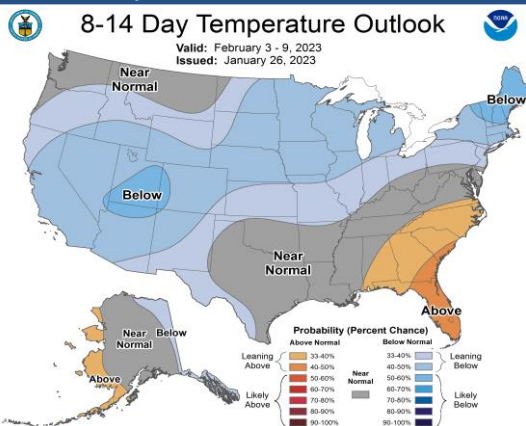 8-14 Day Temperature Outlook
Valid: February 3 - 9, 2023
Issued: January 26, 2023
NOAA
Near
Normal
Below
Below
Near
Normal
Above
Near
Normal
Below
Above
Probability (Percent Chance)
Above Normal
Below Normal
Leaning
Above
33-40%
40-50%
Likely
Above
50-60%
60-70%
70-80%
80-90%
90-100%
Near
Normal
33-40%
40-50%
Leaning
Below
50-60%
60-70%
70-80%
80-90%
90-100%
Likely
Below